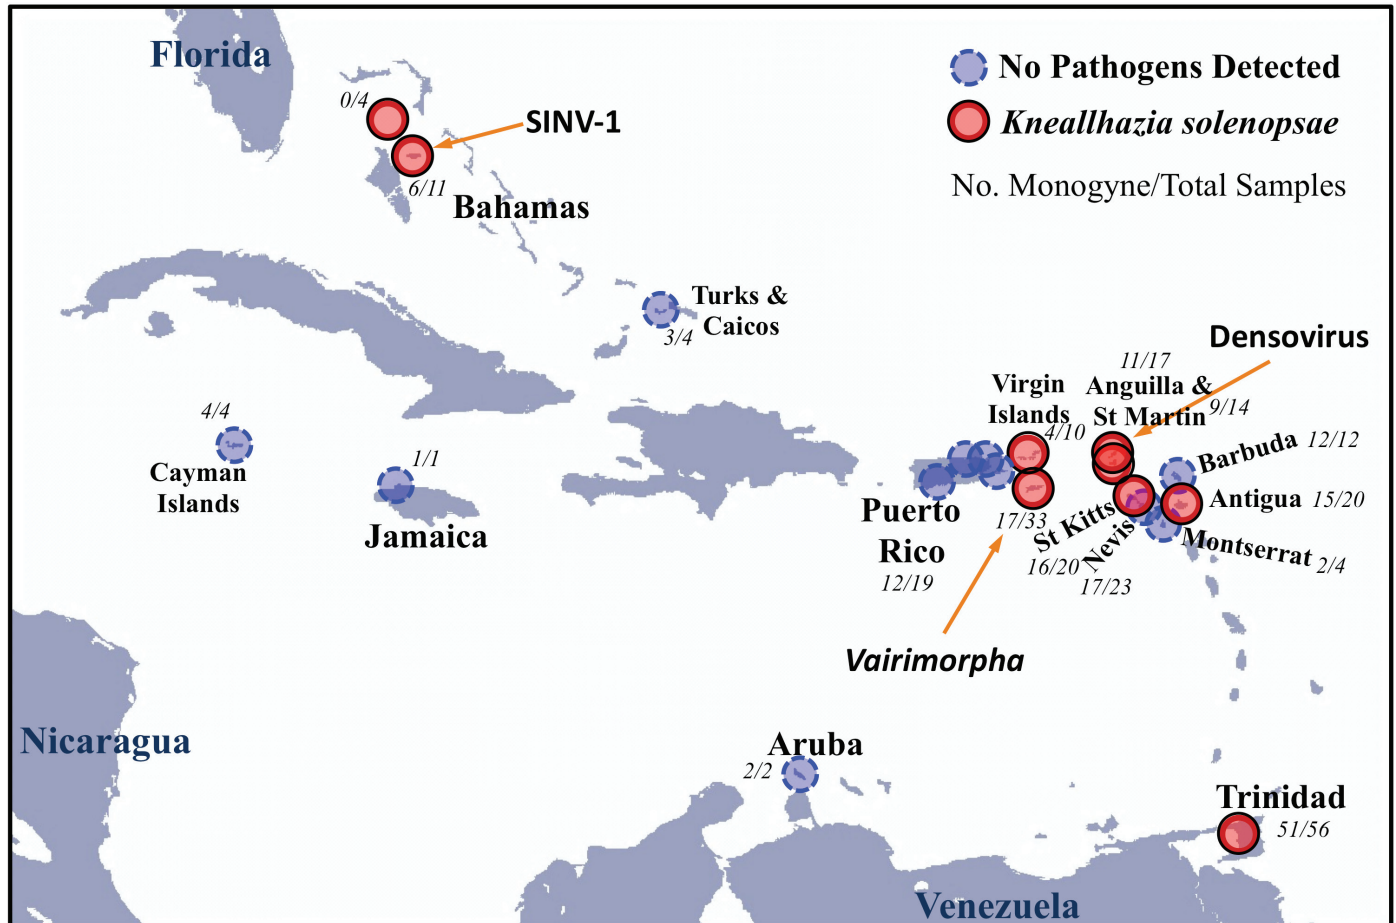 Florida
No Pathogens Detected
Kneallhazia solenopsae
No. Monogyne/Total Samples
0/4
SINV-1
6/11
Bahamas
Turks &
Caicos
3/4
Densovirus
11/17
Virgin
Islands
4/10
Anguilla &
St Martin
9/14
Barbuda 12/12
Antigua 15/20
Montserrat 2/4
4/4
Cayman
Islands
1/1
Jamaica
Puerto
Rico
12/19
17/33
St Kitts
16/20
Nevis
17/23
Vairimorpha
Nicaragua
Aruba
2/2
Trinidad
51/56
Venezuela